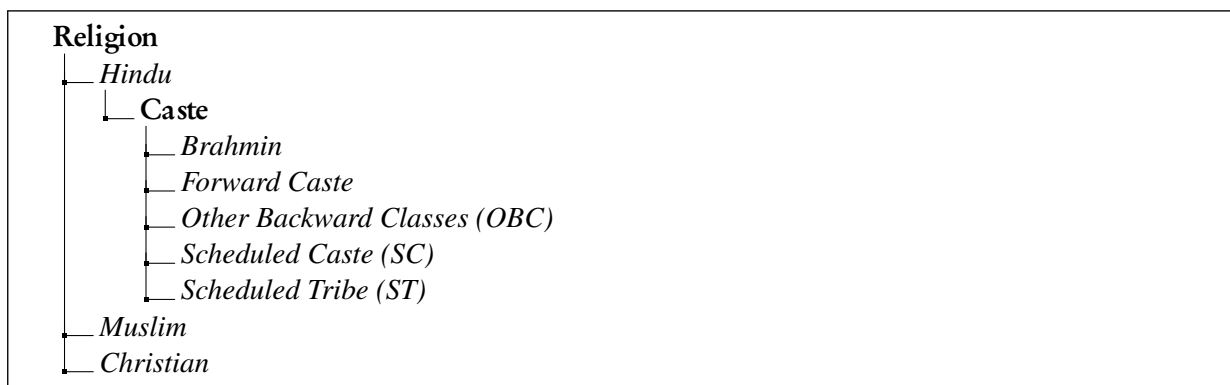 Religion
Hindu
Caste
Brahmin
Forward Caste
Other Backward Classes (OBC)
Scheduled Caste (SC)
Scheduled Tribe (ST)
Muslim
Christian